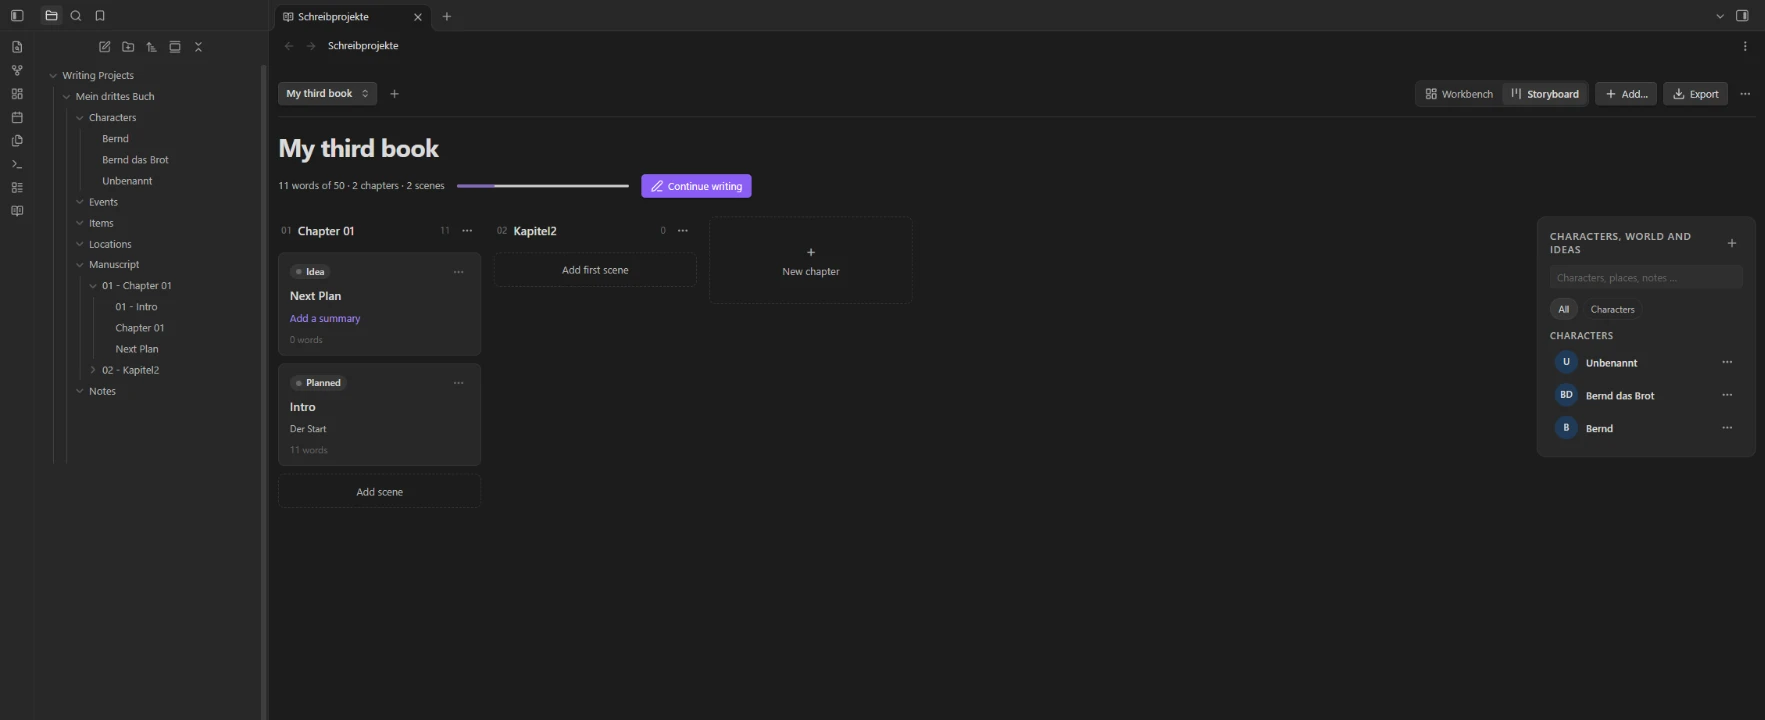 Schreibprojekte
Schreibprojekte
Writing Projects
Mein drittes Buch
Characters
Bernd
Bernd das Brot
Unbenannt
Events
Items
Locations
Manuscript
01 - Chapter 01
01 - Intro
Chapter 01
Next Plan
02 - Kapitel2
Notes
My third book
Workbench
Storyboard
Add...
Export
My third book
11 words of 50 · 2 chapters · 2 scenes
Continue writing
01 Chapter 01 11
Idea
Next Plan
Add a summary
0 words
Planned
Intro
Der Start
11 words
Add scene
02 Kapitel2 0
Add first scene
New chapter
CHARACTERS, WORLD AND
IDEAS
Characters, places, notes ...
All
Characters
CHARACTERS
U Unbenannt
BD Bernd das Brot
B Bernd